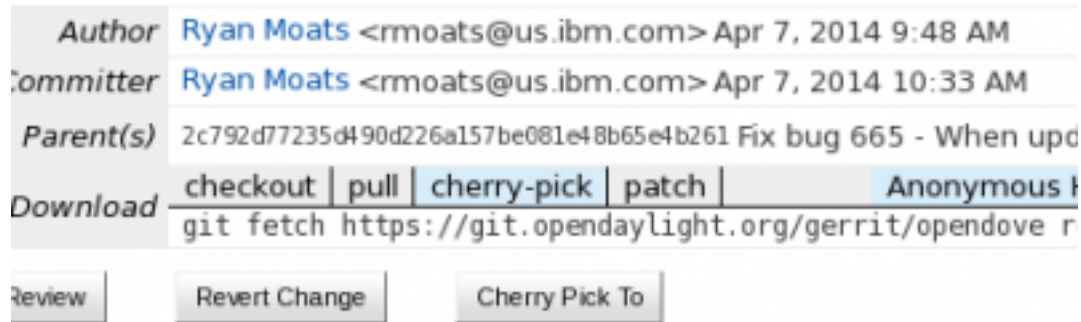 Author Ryan Moats <rmoats@us.ibm.com> Apr 7, 2014 9:48 AM
Committer Ryan Moats <rmoats@us.ibm.com> Apr 7, 2014 10:33 AM
Parent(s) 2c792d77235d490d226a157be081e48b65e4b261 Fix bug 665 - When upd
Download checkout | pull | cherry-pick | patch | Anonymous H
git fetch https://git.opendaylight.org/gerrit/opendove r
Review Revert Change Cherry Pick To